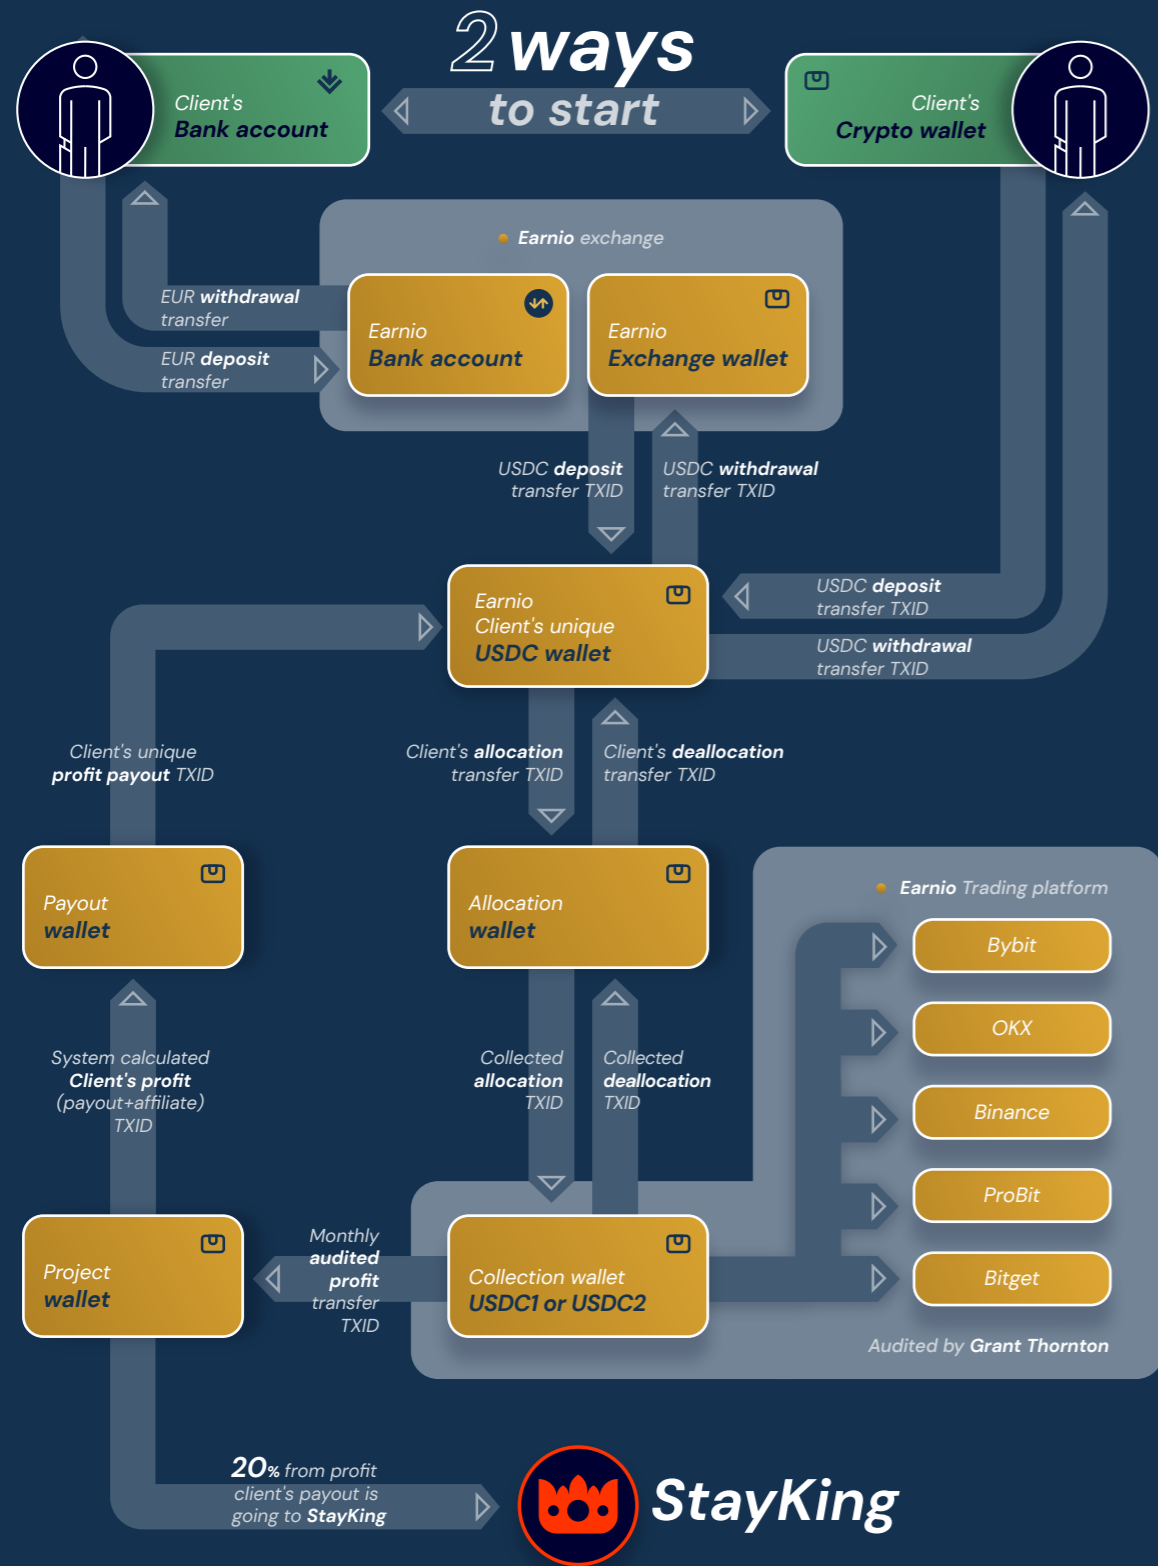 2 ways
to start
Client's
Bank account
Client's
Crypto wallet
Earnio exchange
Earnio
Bank account
Earnio
Exchange wallet
EUR withdrawal
transfer
EUR deposit
transfer
USDC deposit
transfer TXID
USDC withdrawal
transfer TXID
Earnio
Client's unique
USDC wallet
USDC deposit
transfer TXID
USDC withdrawal
transfer TXID
Client's unique
profit payout TXID
Client's allocation
transfer TXID
Client's deallocation
transfer TXID
Payout
wallet
Allocation
wallet
Earnio Trading platform
Bybit
OKX
Binance
ProBit
Bitget
Audited by Grant Thornton
System calculated
Client's profit
(payout+affiliate)
TXID
Collected
allocation
TXID
Collected
deallocation
TXID
Project
wallet
Monthly
audited
profit
transfer
TXID
Collection wallet
USDC1 or USDC2
20% from profit
client's payout is
going to StayKing
StayKing